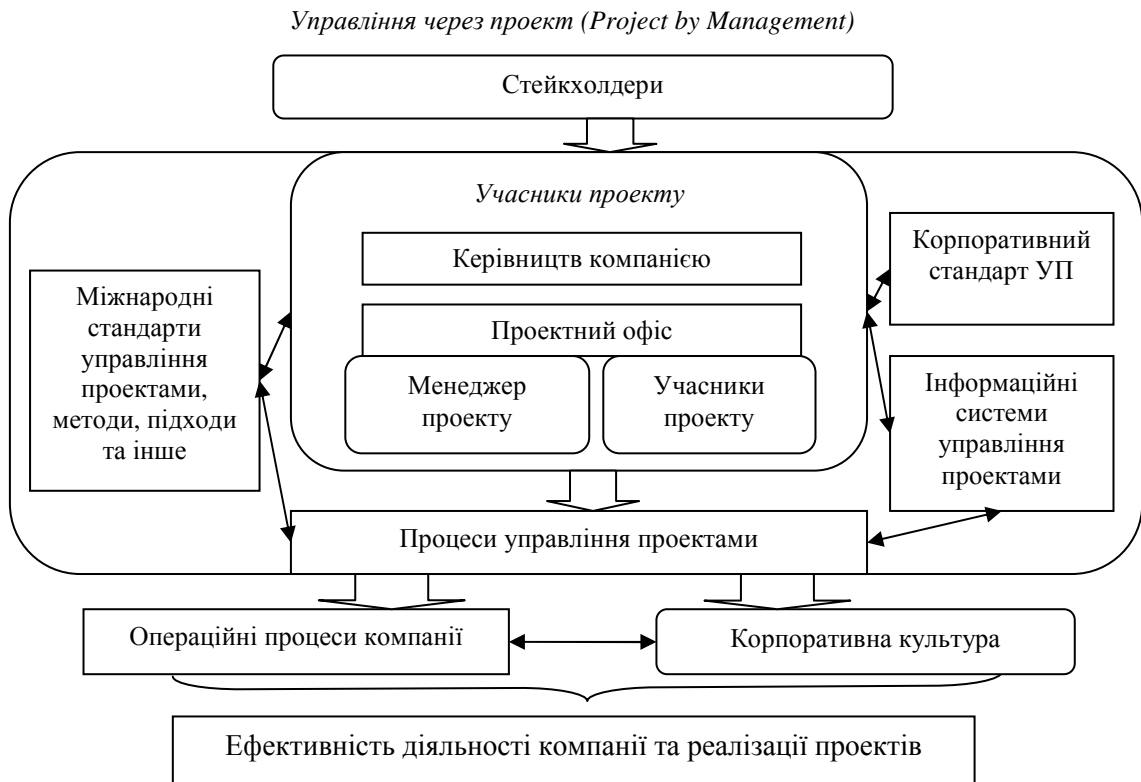 Управління через проект (Project by Management)
Стейкхолдери
Учасники проекту
Керівництв компанією
Проектний офіс
Менеджер
проекту
Учасники
проекту
Міжнародні
стандарти
управління
проектами,
методи, підходи
та інше
Корпоративний
стандарт УП
Інформаційні
системи
управління
проектами
Процеси управління проектами
Операційні процеси компанії
Корпоративна культура
Ефективність діяльності компанії та реалізації проектів